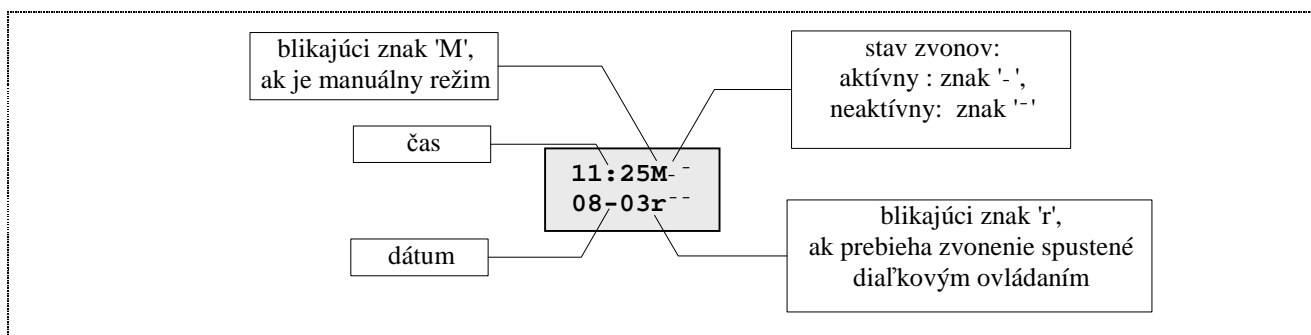 blikajúci znak 'M',
ak je manuálny režim
stav zvonov:
aktívny : znak '-',
neaktívny: znak '¯'
čas
11:25M-¯
08-03r¯¯
dátum
blikajúci znak 'r',
ak prebieha zvonenie spustené
diaľkovým ovládaním